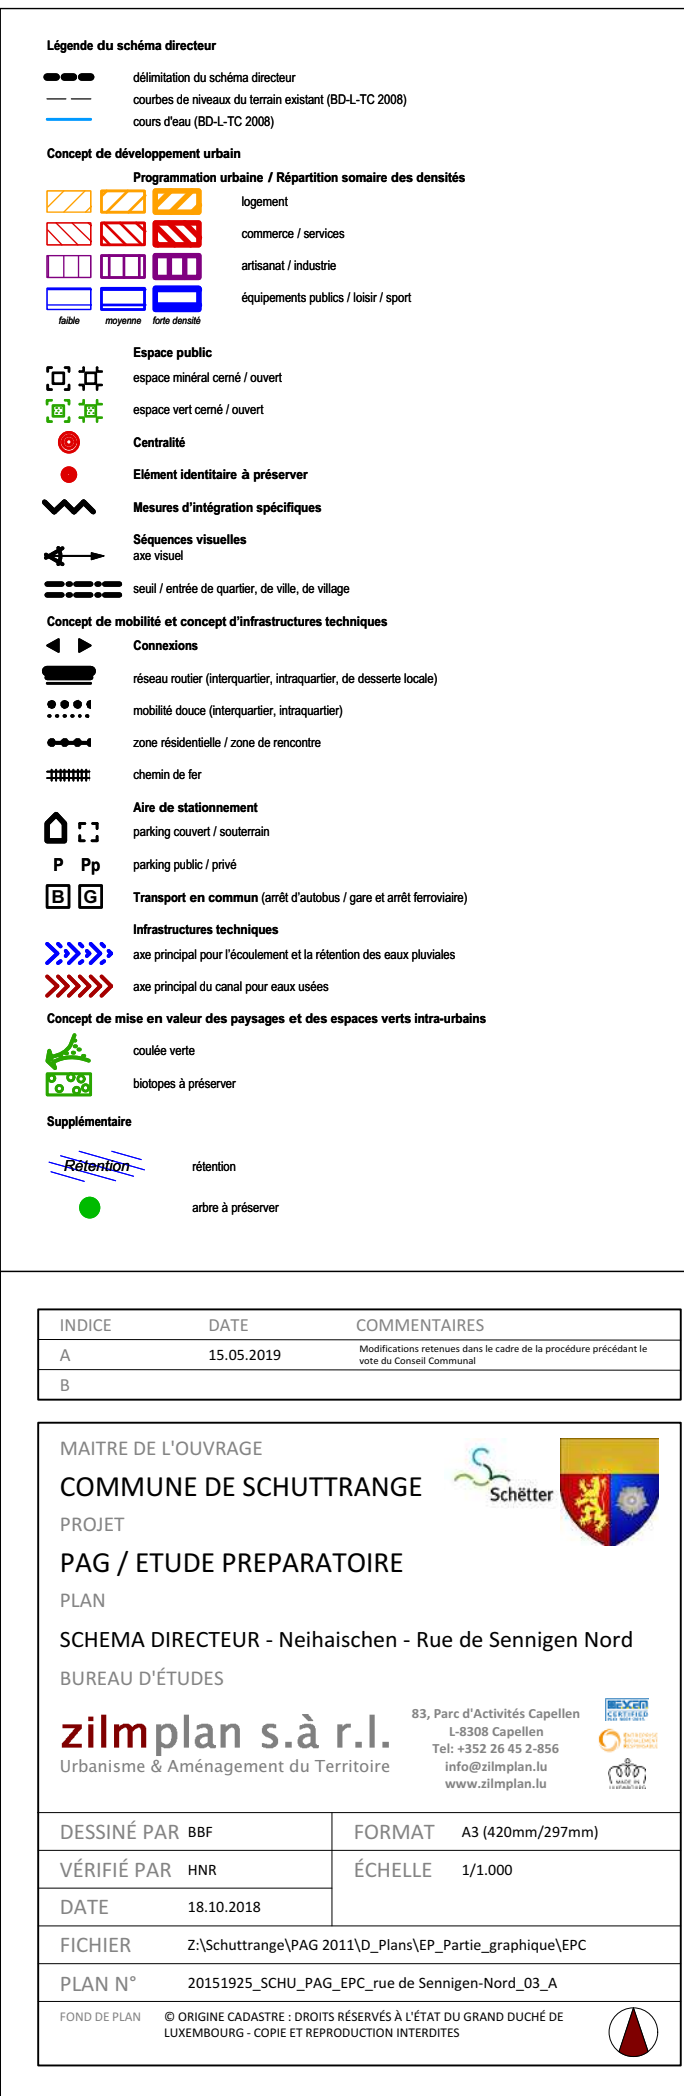 Légende du schéma directeur
délimitation du schéma directeur
courbes de niveaux du terrain existant (BD-L-TC 2008)
cours d'eau (BD-L-TC 2008)
Concept de développement urbain
Programmation urbaine / Répartition somaire des densités
logement
commerce / services
artisanat / industrie
équipements publics / loisir / sport
faible moyenne forte densité
Espace public
espace minéral cerné / ouvert
espace vert cerné / ouvert
Centralité
Elément identitaire à préserver
Mesures d'intégration spécifiques
Séquences visuelles
axe visuel
seuil / entrée de quartier, de ville, de village
Concept de mobilité et concept d'infrastructures techniques
Connexions
réseau routier (interquartier, intraquartier, de desserte locale)
mobilité douce (interquartier, intraquartier)
zone résidentielle / zone de rencontre
chemin de fer
Aire de stationnement
parking couvert / souterrain
P Pp parking public / privé
B G Transport en commun (arrêt d'autobus / gare et arrêt ferroviaire)
Infrastructures techniques
axe principal pour l'écoulement et la rétention des eaux pluviales
axe principal du canal pour eaux usées
Concept de mise en valeur des paysages et des espaces verts intra-urbains
coulée verte
biotopes à préserver
Supplémentaire
Rétention rétention
arbre à préserver
INDICE DATE COMMENTAIRES
A 15.05.2019 Modifications retenues dans le cadre de la procédure précédant le
vote du Conseil Communal
B
MAITRE DE L'OUVRAGE
COMMUNE DE SCHUTTRANGE
Schëtter
PROJET
PAG / ETUDE PREPARATOIRE
PLAN
SCHEMA DIRECTEUR - Neihaischen - Rue de Sennigen Nord
BUREAU D'ÉTUDES
zilmplan s.à r.l.
Urbanisme & Aménagement du Territoire
83, Parc d'Activités Capellen
L-8308 Capellen
Tel: +352 26 45 2-856
info@zilmplan.lu
www.zilmplan.lu
CERTIFIED
MADE IN
LUXEMBOURG
DESSINÉ PAR BBF FORMAT A3 (420mm/297mm)
VÉRIFIÉ PAR HNR ÉCHELLE 1/1.000
DATE 18.10.2018
FICHIER Z:\Schuttrange\PAG 2011\D_Plans\EP_Partie_graphique\EPC
PLAN N° 20151925_SCHU_PAG_EPC_rue de Sennigen-Nord_03_A
FOND DE PLAN © ORIGINE CADASTRE : DROITS RÉSERVÉS À L'ÉTAT DU GRAND DUCHÉ DE
LUXEMBOURG - COPIE ET REPRODUCTION INTERDITES